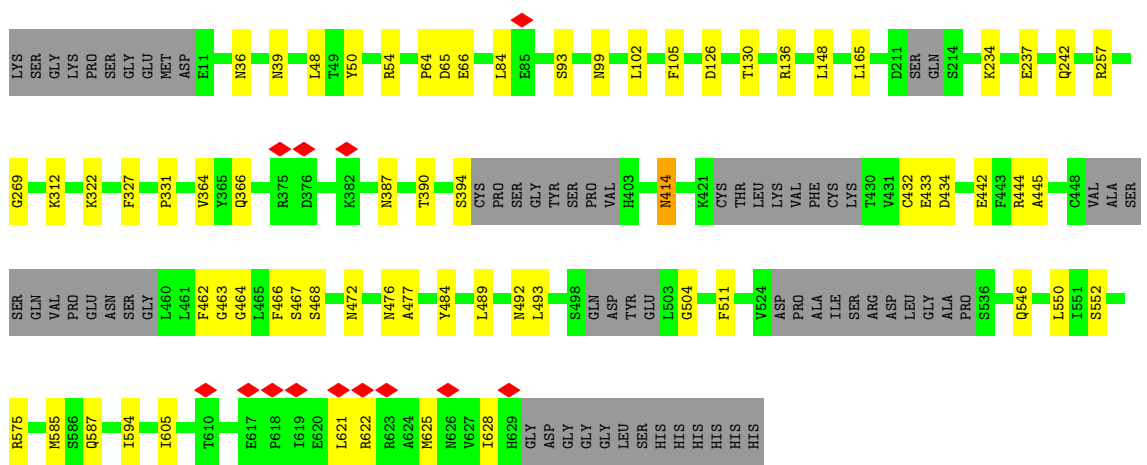 LYS SER GLY LYS PRO SER GLY GLU MET ASP E11 N36 N39 L48 T49 Y50 R54 P64 D65 E66 L84 E85 S93 N99 L102 F105 D126 T130 R136 L148 L165 D211 SER GLN S214 K234 E237 Q242 R257
G269 K312 K322 F327 P331 V364 Y365 Q366 R375 D376 K382 N387 T390 S394 CYS PRO SER GLY TYR SER PRO VAL H403 N414 K421 CYS THR LEU LYS VAL PHE CYS LYS T430 V431 C432 E433 D434 E442 F443 R444 A445 C448 VAL ALA SER
SER GLN VAL PRO GLU ASN SER GLY L460 L461 F462 G463 G464 L465 F466 S467 S468 N472 N476 A477 Y484 L489 N492 L493 S498 GLN ASP TYR GLU L503 G504 F511 V524 ASP PRO ALA ILE SER ARG ASP LEU GLY ALA PRO S536 Q546 L550 I551 S552
R575 M585 S586 Q587 I594 I605 T610 E617 P618 I619 E620 L621 R622 R623 A624 M625 N626 V627 I628 H629 GLY ASP GLY GLY GLY LEU SER HIS HIS HIS HIS HIS HIS